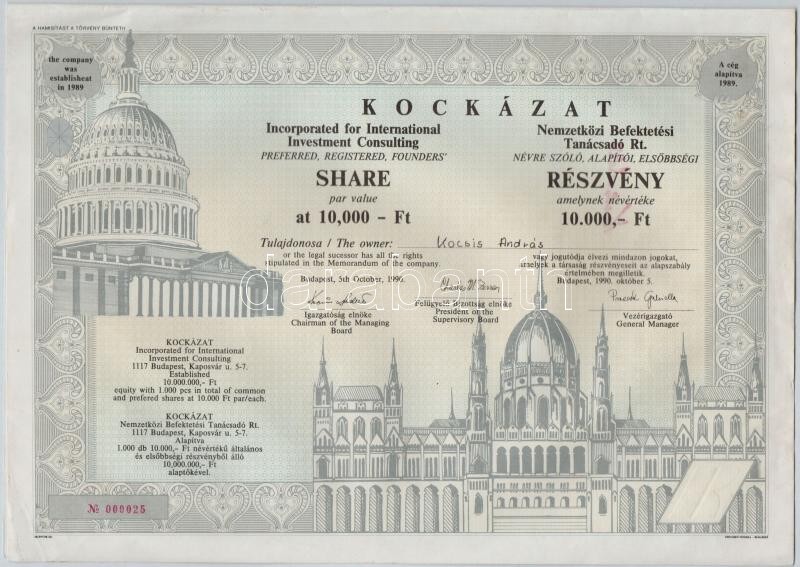 A HAMISÍTÁST A TÖRVÉNY BÜNTETI
the company
was
establisheat
in 1989
A cég
alapítva
1989.
KOCKÁZAT
Incorporated for International
Investment Consulting
PREFERRED, REGISTERED, FOUNDERS'
SHARE
par value
at 10,000 – Ft
Nemzetközi Befektetési
Tanácsadó Rt.
NÉVRE SZÓLÓ, ALAPÍTÓI, ELSŐBBSÉGI
RÉSZVÉNY
amelynek névértéke
10.000,– Ft
Tulajdonosa / The owner: Kocsis András
or the legal sucessor has all the rights
stipulated in the Memorandum of the company.
Budapest, 5th October, 1990.
vagy jogutódja élvezi mindazon jogokat,
amelyek a társaság részvényeseit az alapszabály
értelmében megilletik.
Budapest, 1990. október 5.
Igazgatóság elnöke
Chairman of the Managing
Board
Felügyelő Bizottság elnöke
President of the
Supervisory Board
Vezérigazgató
General Manager
KOCKÁZAT
Incorporated for International
Investment Consulting
1117 Budapest, Kaposvár u. 5-7.
Established
10.000.000,– Ft
equity with 1.000 pcs in total of common
and prefered shares at 10.000 Ft par/each.
KOCKÁZAT
Nemzetközi Befektetési Tanácsadó Rt.
1117 Budapest, Kaposvár u. 5-7.
Alapítva
1.000 db 10.000,– Ft névértékű általános
és elsőbbségi részvényből álló
10,000.000,– Ft
alaptőkével.
№ 000025
darabanth